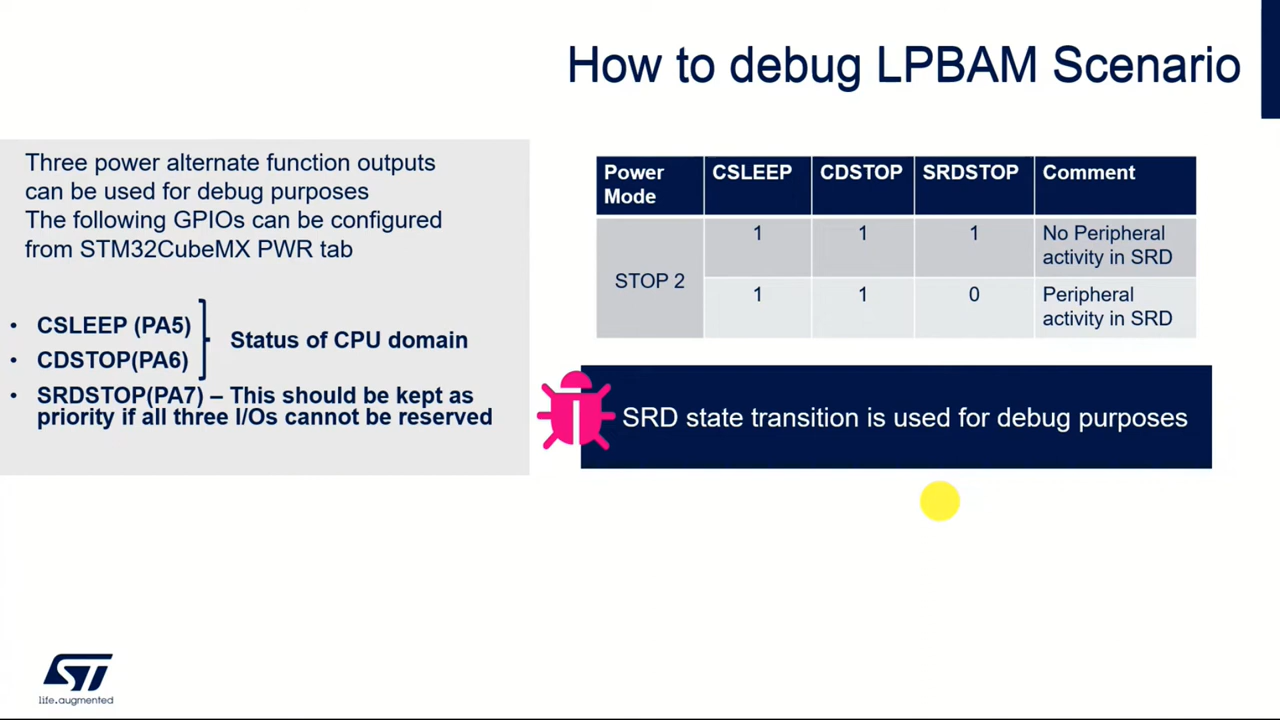 How to debug LPBAM Scenario
Three power alternate function outputs
can be used for debug purposes
The following GPIOs can be configured
from STM32CubeMX PWR tab
• CSLEEP (PA5)
• CDSTOP(PA6)
Status of CPU domain
• SRDSTOP(PA7) – This should be kept as
priority if all three I/Os cannot be reserved
Power Mode CSLEEP CDSTOP SRDSTOP Comment
STOP 2
1 1 1 No Peripheral
activity in SRD
1 1 0 Peripheral
activity in SRD
SRD state transition is used for debug purposes
ST
life.augmented